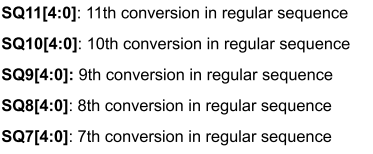 SQ11[4:0]: 11th conversion in regular sequence
SQ10[4:0]: 10th conversion in regular sequence
SQ9[4:0]: 9th conversion in regular sequence
SQ8[4:0]: 8th conversion in regular sequence
SQ7[4:0]: 7th conversion in regular sequence